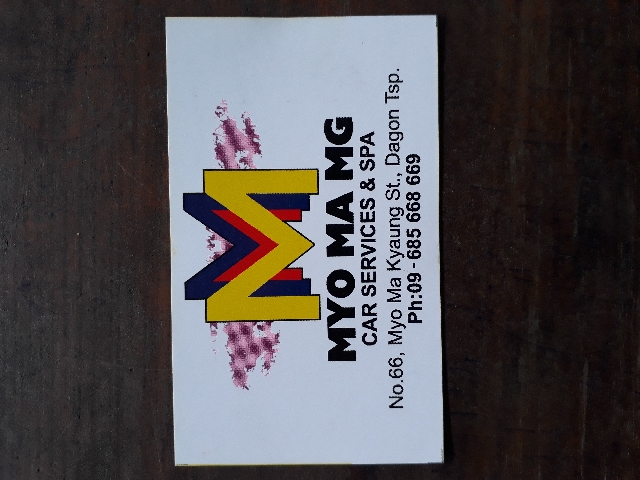 MYO MA MG
CAR SERVICES & SPA
No.66, Myo Ma Kyaung St., Dagon Tsp.
Ph:09-685 668 669